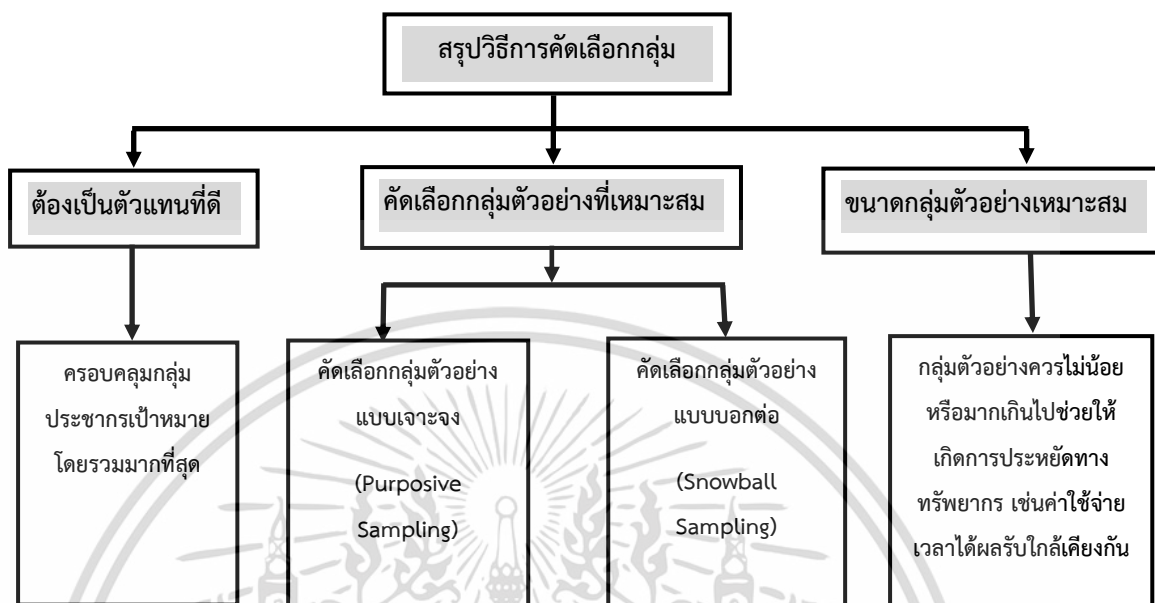 สรุปวิธีการคัดเลือกกลุ่ม
ต้องเป็นตัวแทนที่ดี
คัดเลือกกลุ่มตัวอย่างที่เหมาะสม
ขนาดกลุ่มตัวอย่างเหมาะสม
ครอบคลุมกลุ่ม
ประชากรเป้าหมาย
โดยรวมมากที่สุด
คัดเลือกกลุ่มตัวอย่าง
แบบเจาะจง
(Purposive
Sampling)
คัดเลือกกลุ่มตัวอย่าง
แบบบอกต่อ
(Snowball
Sampling)
กลุ่มตัวอย่างควรไม่น้อย
หรือมากเกินไปช่วยให้
เกิดการประหยัดทาง
ทรัพยากร เช่นค่าใช้จ่าย
เวลาได้ผลรับใกล้เคียงกัน